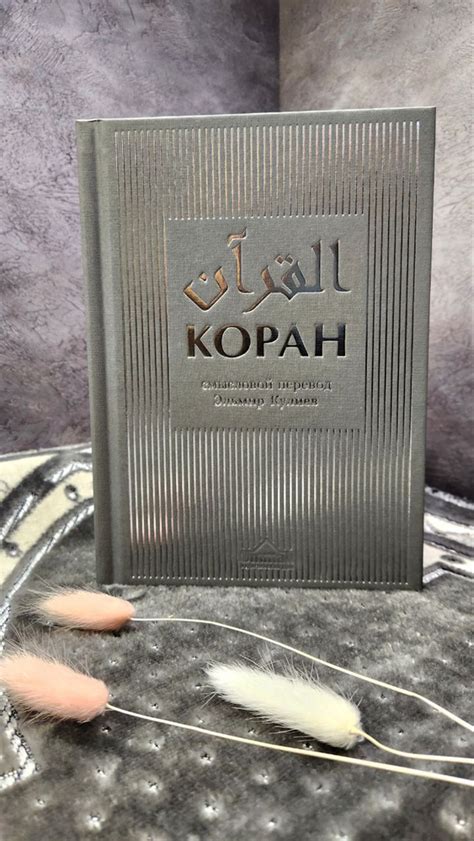 القرآن
КОРАН
смысловой перевод
Эльмир Кулиев